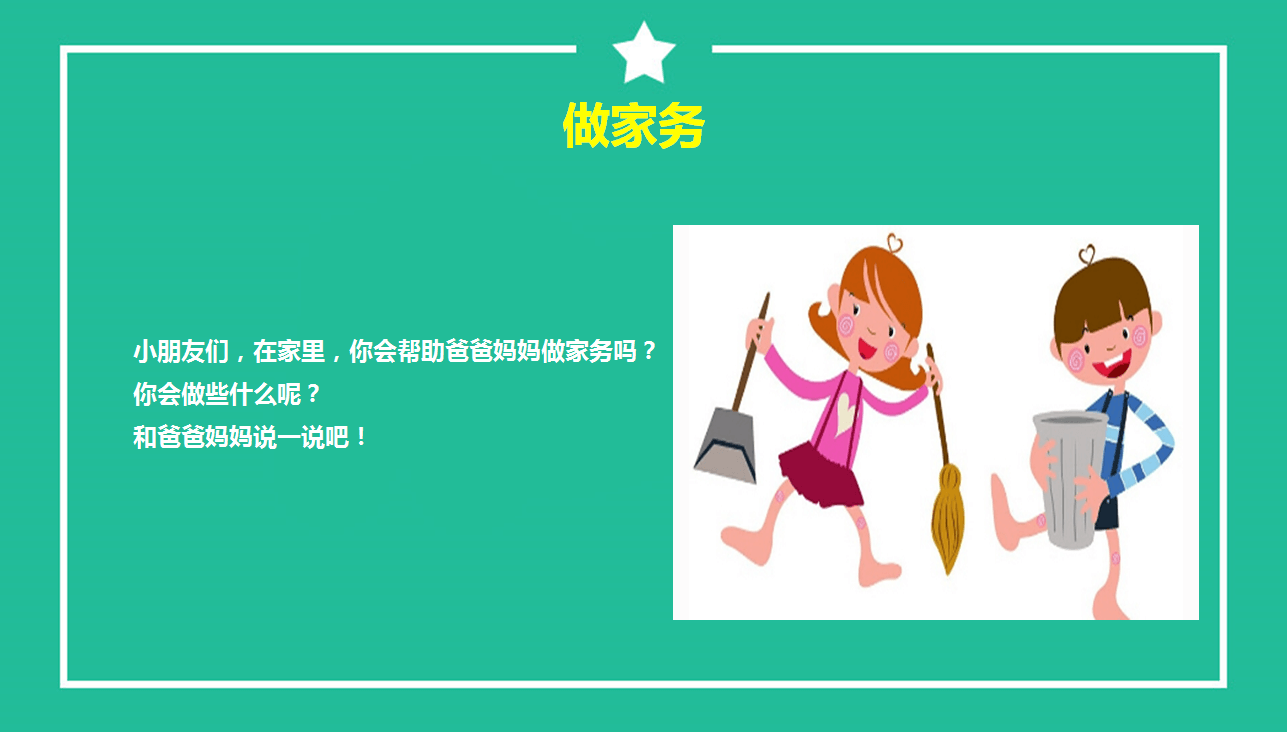 做家务
小朋友们，在家里，你会帮助爸爸妈妈做家务吗？
你会做些什么呢？
和爸爸妈妈说一说吧！